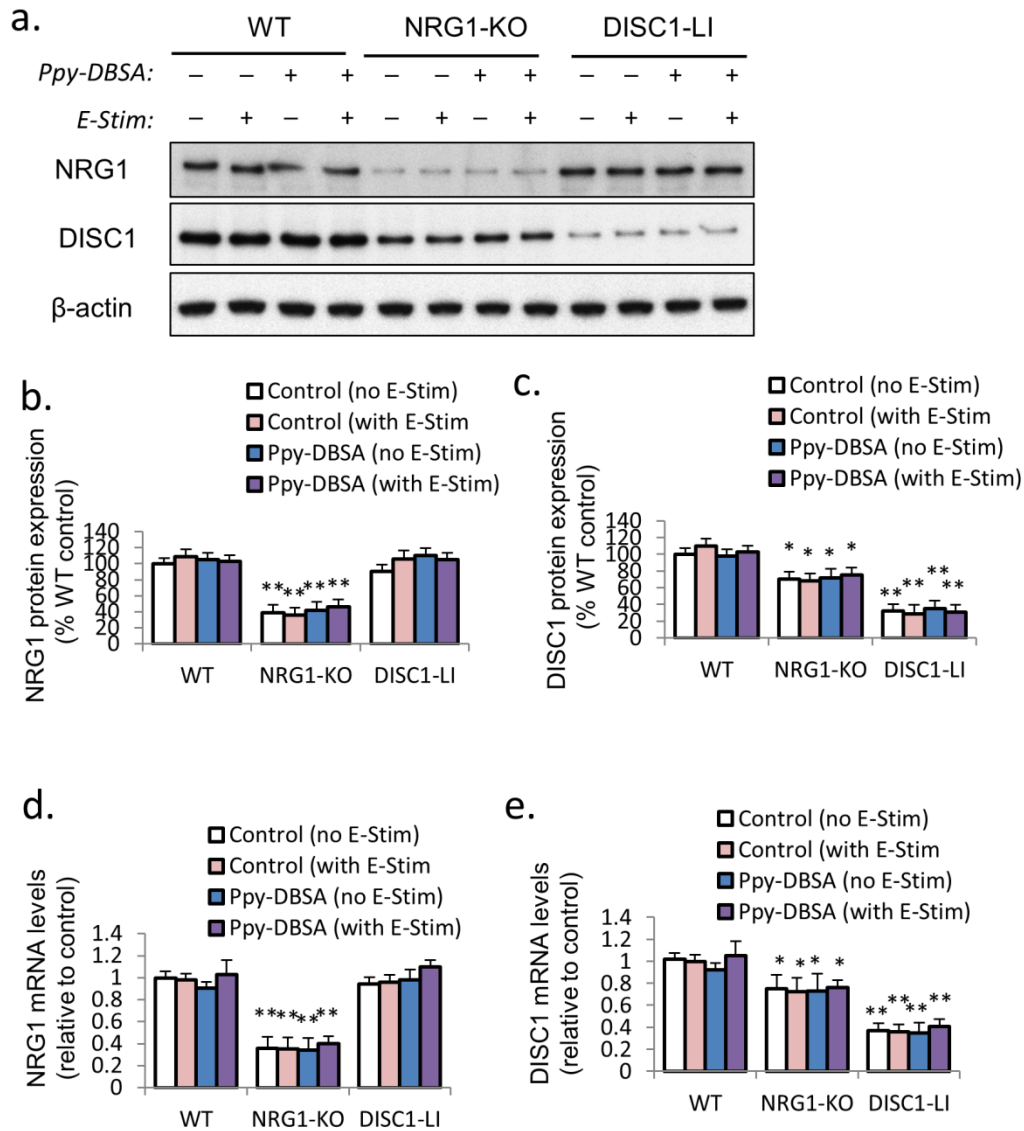 a.
WT NRG1-KO DISC1-LI
Ppy-DBSA: – – + + – – + + – – + +
E-Stim: – + – + – + – + – + – +
NRG1
DISC1
β-actin
b.
Control (no E-Stim)
Control (with E-Stim
Ppy-DBSA (no E-Stim)
Ppy-DBSA (with E-Stim)
NRG1 protein expression
(% WT control)
140
120
100
80
60
40
20
0
** ** ** **
WT NRG1-KO DISC1-LI
c.
Control (no E-Stim)
Control (with E-Stim
Ppy-DBSA (no E-Stim)
Ppy-DBSA (with E-Stim)
DISC1 protein expression
(% WT control)
140
120
100
80
60
40
20
0
* * * *
** ** ** **
WT NRG1-KO DISC1-LI
d.
Control (no E-Stim)
Control (with E-Stim
Ppy-DBSA (no E-Stim)
Ppy-DBSA (with E-Stim)
NRG1 mRNA levels
(relative to control)
1.4
1.2
1
0.8
0.6
0.4
0.2
0
** ** ** **
WT NRG1-KO DISC1-LI
e.
Control (no E-Stim)
Control (with E-Stim
Ppy-DBSA (no E-Stim)
Ppy-DBSA (with E-Stim)
DISC1 mRNA levels
(relative to control)
1.4
1.2
1
0.8
0.6
0.4
0.2
0
* * * *
** ** ** **
WT NRG1-KO DISC1-LI